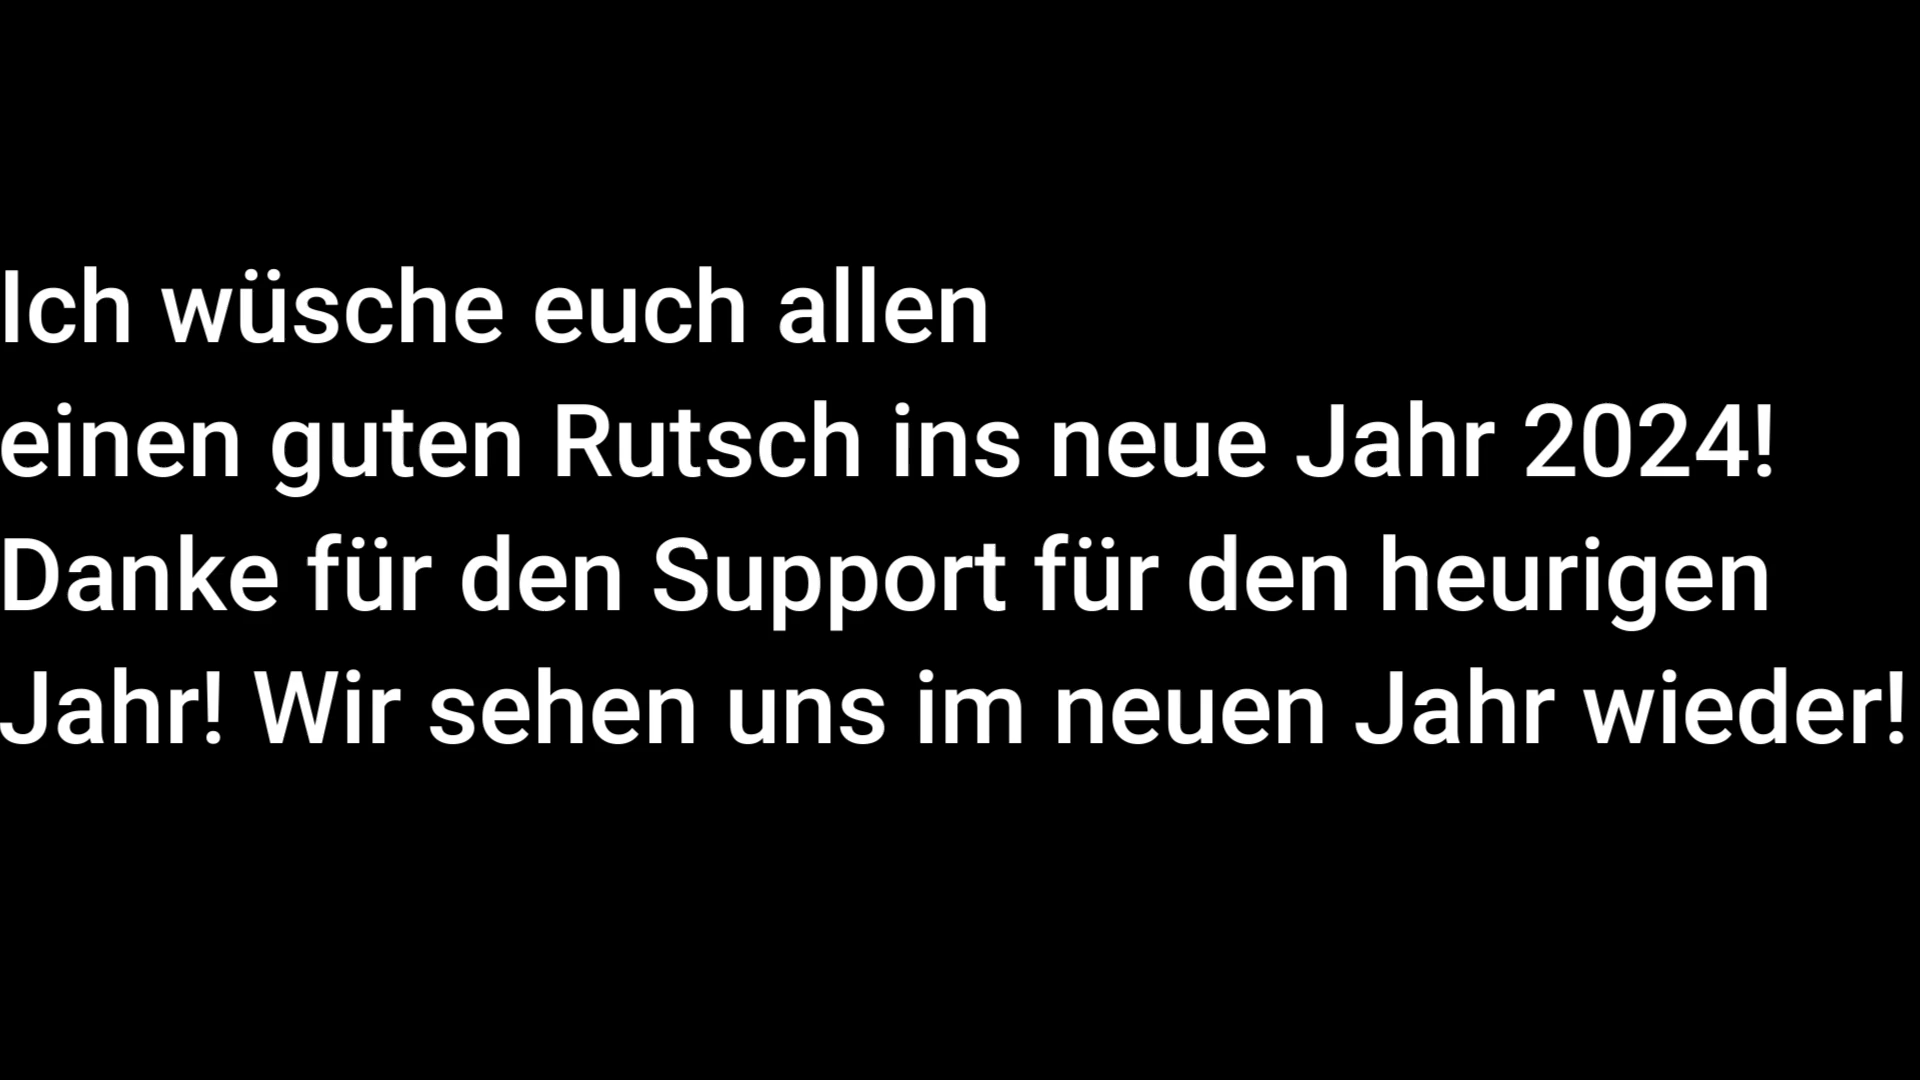 Ich wüsche euch allen
einen guten Rutsch ins neue Jahr 2024!
Danke für den Support für den heurigen
Jahr! Wir sehen uns im neuen Jahr wieder!